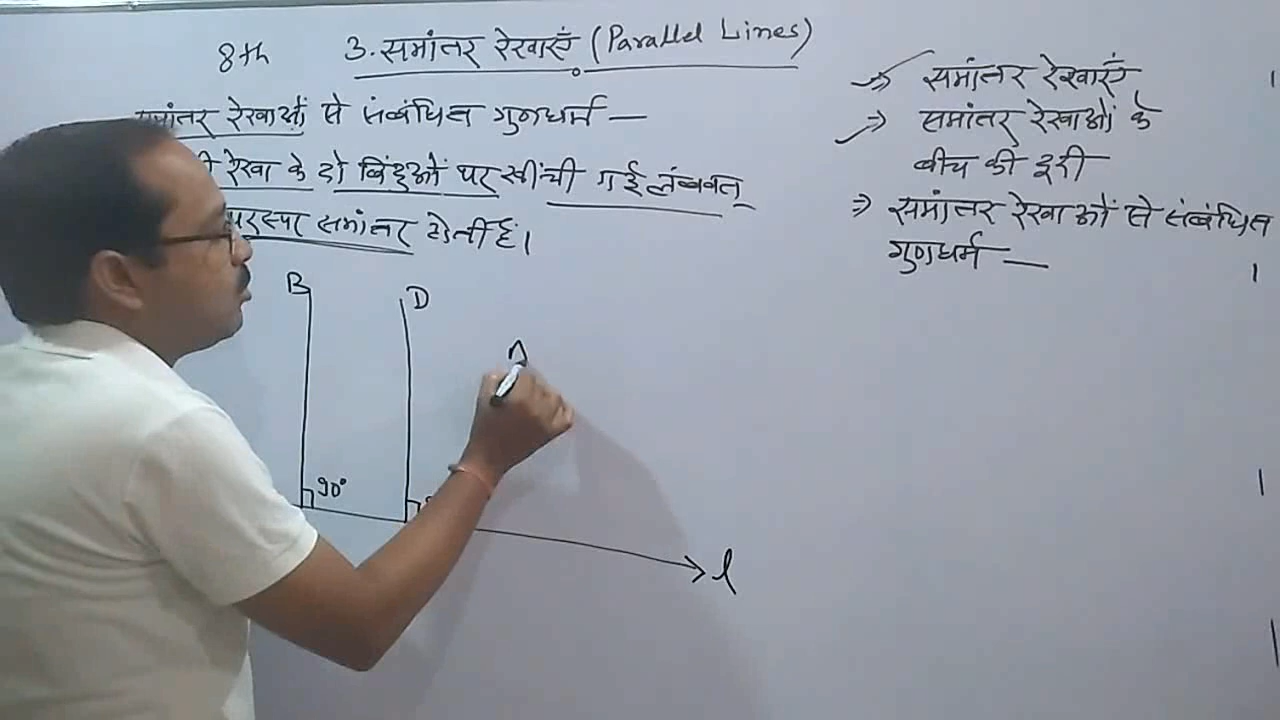 8th 3. समांतर रेखाएँ (Parallel Lines)
समांतर रेखाओं से संबंधित गुणधर्म —
रेखा के दो बिंदुओं पर खींची गई लंबवत
परस्पर समांतर होती हैं।
B D
90°
l
→ समांतर रेखाएँ
→ समांतर रेखाओं के
बीच की दूरी
⇒ समांतर रेखाओं से संबंधित
गुणधर्म —